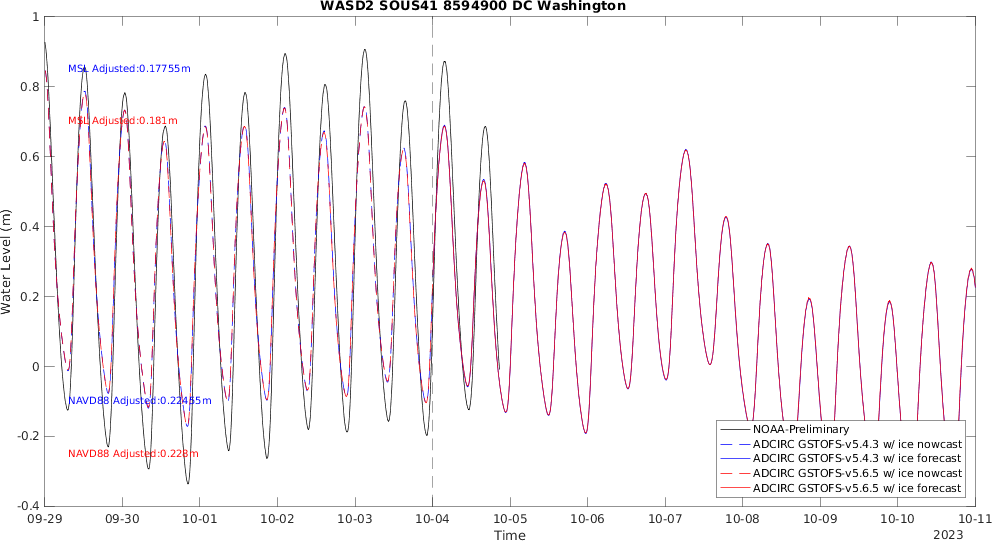 WASD2 SOUS41 8594900 DC Washington
1
0.8
0.6
0.4
0.2
0
-0.2
-0.4
Water Level (m)
MSL Adjusted:0.17755m
MSL Adjusted:0.181m
NAVD88 Adjusted:0.22455m
NAVD88 Adjusted:0.228m
NOAA-Preliminary
ADCIRC GSTOFS-v5.4.3 w/ ice nowcast
ADCIRC GSTOFS-v5.4.3 w/ ice forecast
ADCIRC GSTOFS-v5.6.5 w/ ice nowcast
ADCIRC GSTOFS-v5.6.5 w/ ice forecast
09-29 09-30 10-01 10-02 10-03 10-04 10-05 10-06 10-07 10-08 10-09 10-10 10-11
Time
2023